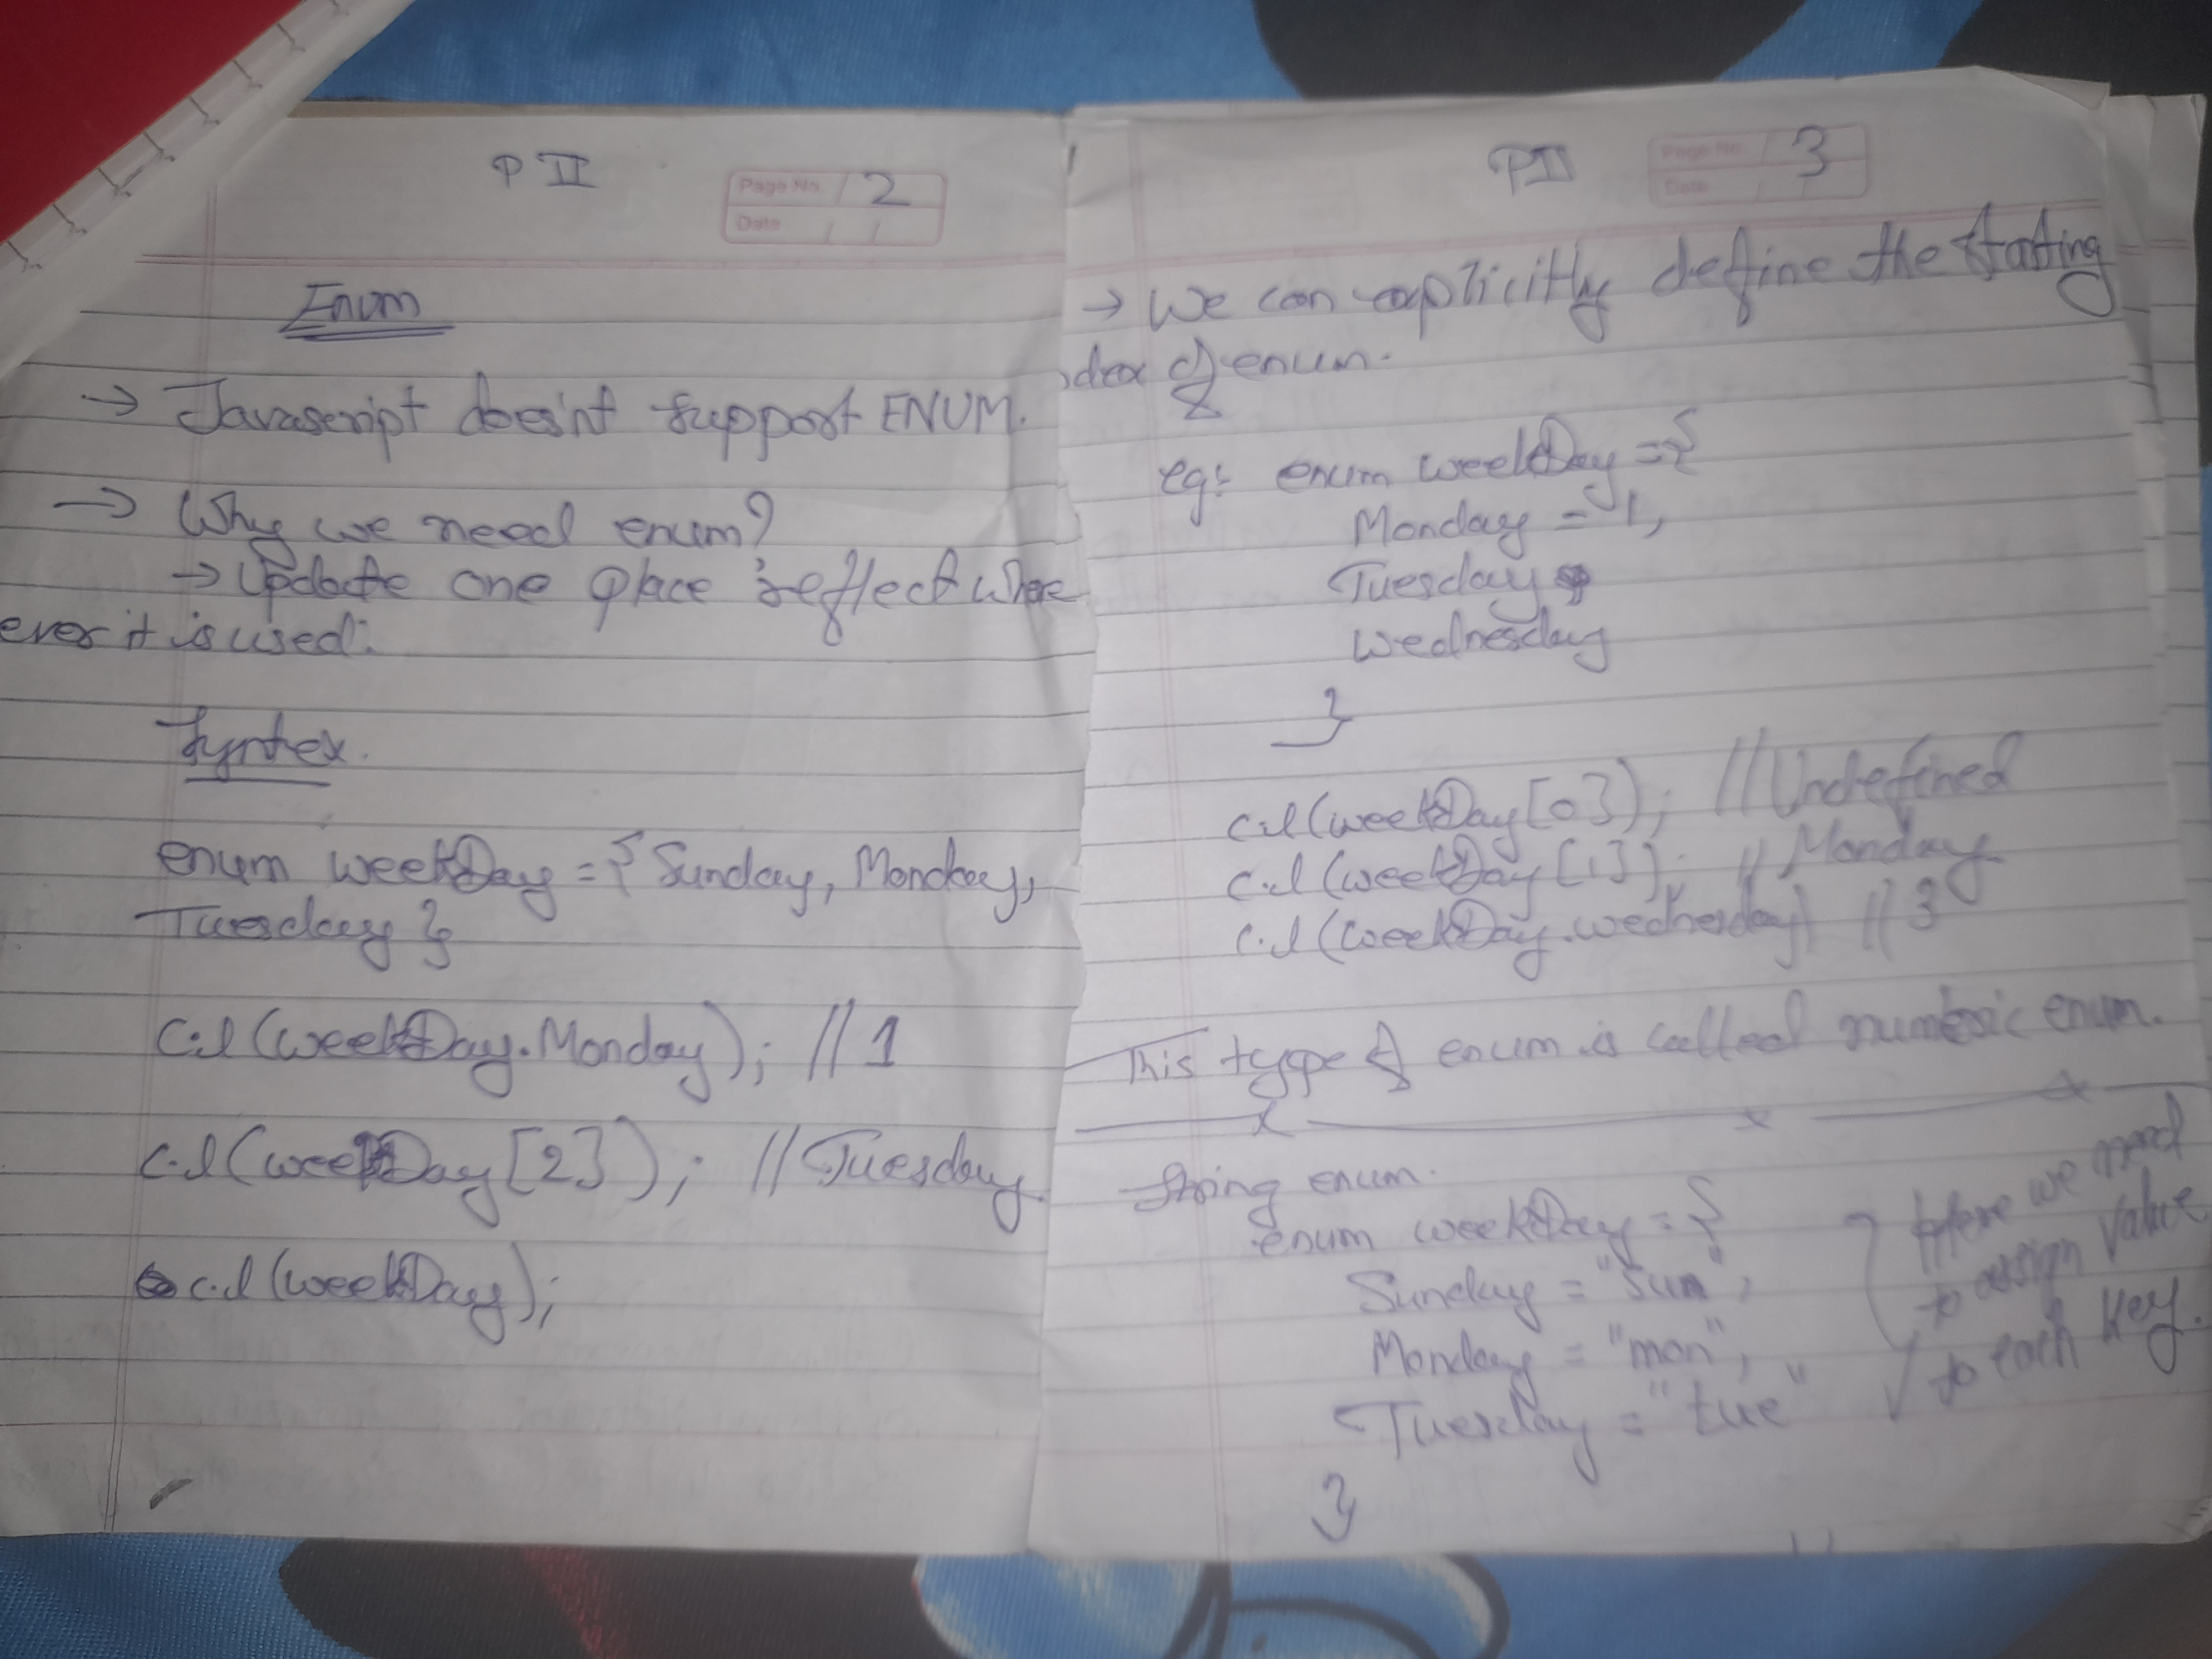 P II
Page No. 2
Date / /
Enum
→ Javascript doesn't support ENUM.
→ Why we need enum?
→ Update one place reflect where
ever it is used.
Syntex.
enum weekDay = { Sunday, Monday,
Tuesday }
c.l(weekDay.Monday); //1
c.l(weekDay[2]); //Tuesday.
c.l(weekDay);
PII
Page No. 3
Date / /
→ We can explicitly define the starting
dex of enum.
eg: enum weekDay = {
Monday = 1,
Tuesday,
Wednesday
}
c.l(weekDay[0]); //Undefined
c.l(weekDay[1]); //Monday
c.l(weekDay.wednesday) //3
This type of enum is called numeric enum.
String enum.
enum weekDay = {
Sunday = "sun",
Monday = "mon",
Tuesday = "tue"
}
Here we need
to assign value
to each key.